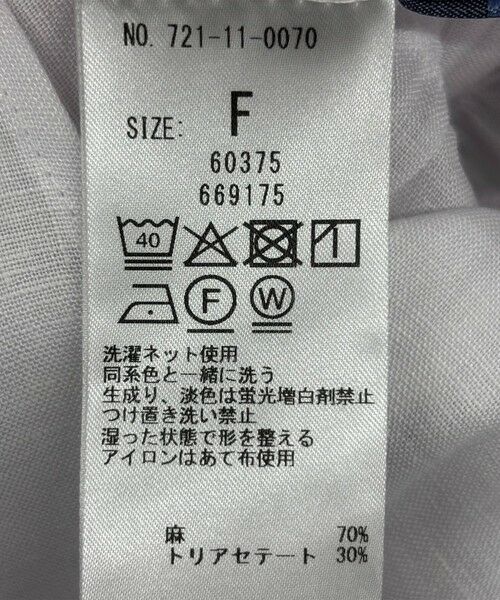 NO. 721-11-0070
SIZE: F
60375
669175
40
F W
洗濯ネット使用
同系色と一緒に洗う
生成り、淡色は蛍光増白剤禁止
つけ置き洗い禁止
湿った状態で形を整える
アイロンはあて布使用
麻 70%
トリアセテート 30%